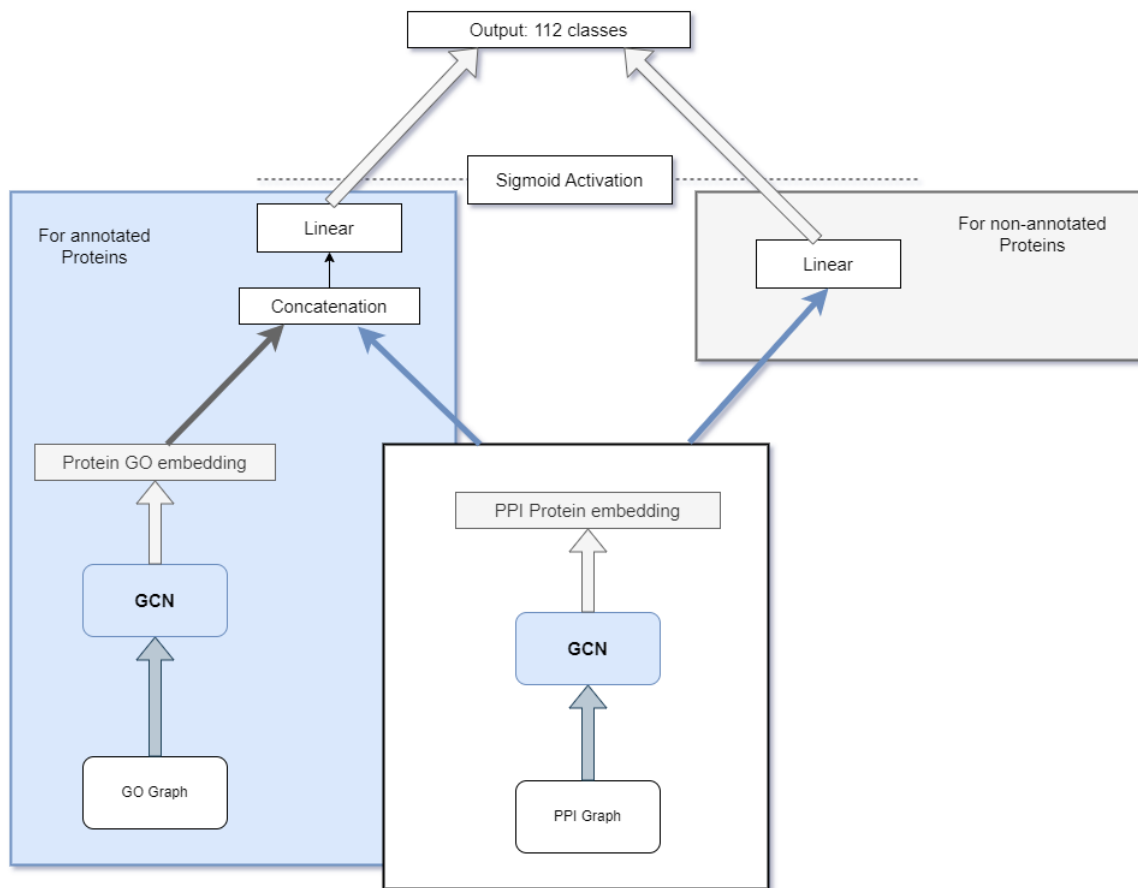 Output: 112 classes
Sigmoid Activation
For annotated
Proteins
Linear
Concatenation
For non-annotated
Proteins
Linear
Protein GO embedding
GCN
GO Graph
PPI Protein embedding
GCN
PPI Graph